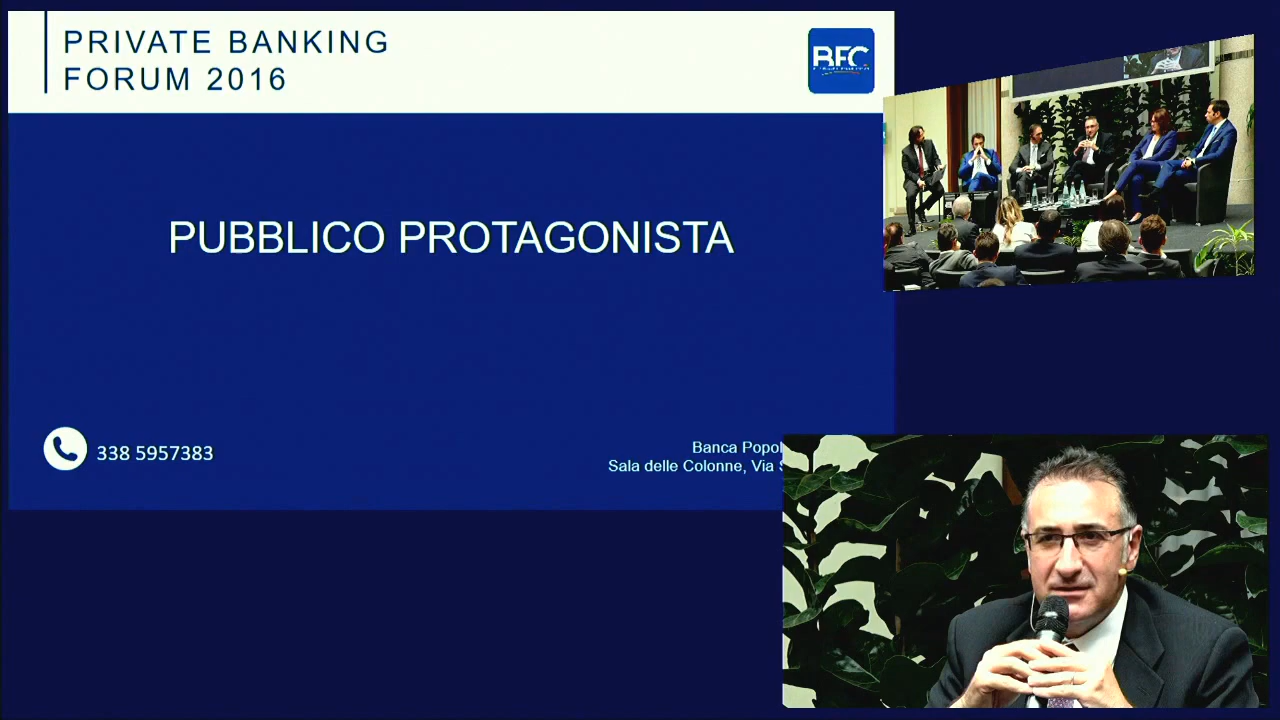 PRIVATE BANKING
FORUM 2016
BFC
PUBBLICO PROTAGONISTA
338 5957383
Banca Popol
Sala delle Colonne, Via S